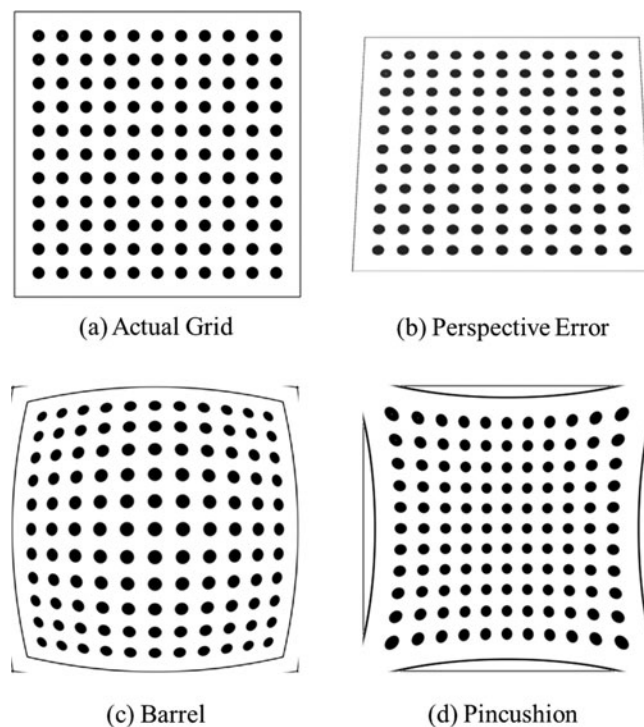 (a) Actual Grid
(b) Perspective Error
(c) Barrel
(d) Pincushion